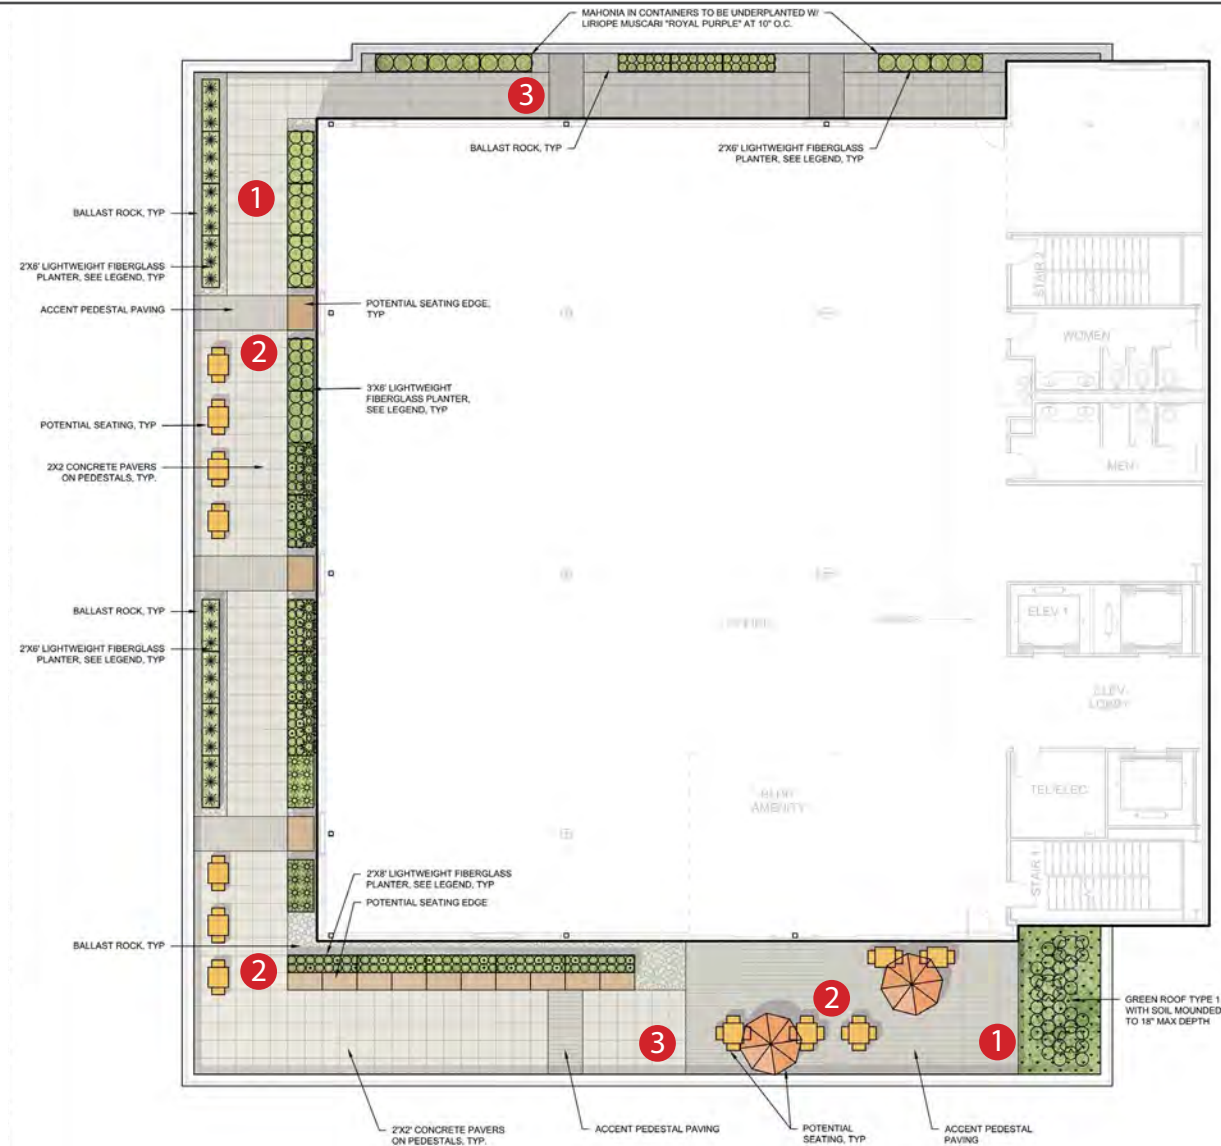 MAHONIA IN CONTAINERS TO BE UNDERPLANTED W/
LIRIOPE MUSCARI "ROYAL PURPLE" AT 10" O.C.
3
BALLAST ROCK, TYP
2'X6' LIGHTWEIGHT FIBERGLASS
PLANTER, SEE LEGEND, TYP
1
BALLAST ROCK, TYP
2'X6' LIGHTWEIGHT FIBERGLASS
PLANTER, SEE LEGEND, TYP
ACCENT PEDESTAL PAVING
POTENTIAL SEATING EDGE,
TYP
STAIR 2
WOMEN
2
3'X6' LIGHTWEIGHT
FIBERGLASS PLANTER,
SEE LEGEND, TYP
POTENTIAL SEATING, TYP
2X2 CONCRETE PAVERS
ON PEDESTALS, TYP.
MEN
BALLAST ROCK, TYP
2'X6' LIGHTWEIGHT FIBERGLASS
PLANTER, SEE LEGEND, TYP
ELEV 1
ELEV
LOBBY
BLDG
AMENITY
TEL/ELEC
STAIR 1
2'X8' LIGHTWEIGHT FIBERGLASS
PLANTER, SEE LEGEND, TYP
POTENTIAL SEATING EDGE
BALLAST ROCK, TYP
2
2
GREEN ROOF TYPE 1
WITH SOIL MOUNDED
TO 18" MAX DEPTH
3
1
2'X2' CONCRETE PAVERS
ON PEDESTALS, TYP.
ACCENT PEDESTAL PAVING
POTENTIAL
SEATING, TYP
ACCENT PEDESTAL
PAVING